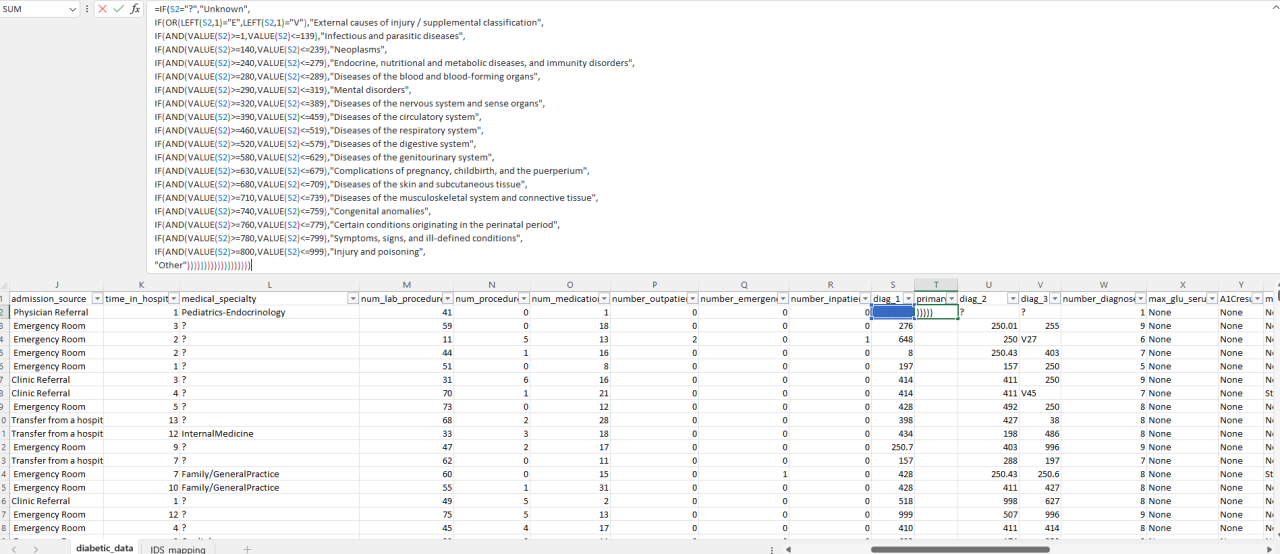 SUM fx =IF(S2="?","Unknown",
IF(OR(LEFT(S2,1)="E",LEFT(S2,1)="V"),"External causes of injury / supplemental classification",
IF(AND(VALUE(S2)>=1,VALUE(S2)<=139),"Infectious and parasitic diseases",
IF(AND(VALUE(S2)>=140,VALUE(S2)<=239),"Neoplasms",
IF(AND(VALUE(S2)>=240,VALUE(S2)<=279),"Endocrine, nutritional and metabolic diseases, and immunity disorders",
IF(AND(VALUE(S2)>=280,VALUE(S2)<=289),"Diseases of the blood and blood-forming organs",
IF(AND(VALUE(S2)>=290,VALUE(S2)<=319),"Mental disorders",
IF(AND(VALUE(S2)>=320,VALUE(S2)<=389),"Diseases of the nervous system and sense organs",
IF(AND(VALUE(S2)>=390,VALUE(S2)<=459),"Diseases of the circulatory system",
IF(AND(VALUE(S2)>=460,VALUE(S2)<=519),"Diseases of the respiratory system",
IF(AND(VALUE(S2)>=520,VALUE(S2)<=579),"Diseases of the digestive system",
IF(AND(VALUE(S2)>=580,VALUE(S2)<=629),"Diseases of the genitourinary system",
IF(AND(VALUE(S2)>=630,VALUE(S2)<=679),"Complications of pregnancy, childbirth, and the puerperium",
IF(AND(VALUE(S2)>=680,VALUE(S2)<=709),"Diseases of the skin and subcutaneous tissue",
IF(AND(VALUE(S2)>=710,VALUE(S2)<=739),"Diseases of the musculoskeletal system and connective tissue",
IF(AND(VALUE(S2)>=740,VALUE(S2)<=759),"Congenital anomalies",
IF(AND(VALUE(S2)>=760,VALUE(S2)<=779),"Certain conditions originating in the perinatal period",
IF(AND(VALUE(S2)>=780,VALUE(S2)<=799),"Symptoms, signs, and ill-defined conditions",
IF(AND(VALUE(S2)>=800,VALUE(S2)<=999),"Injury and poisoning",
"Other")))))))))))))))))))
J K L M N O P Q R S T U V W X Y
1 admission_source time_in_hospit medical_specialty num_lab_procedur num_procedur num_medicatio number_outpatie number_emergen number_inpatie diag_1 primar diag_2 diag_3 number_diagnose max_glu_seru A1Cresu m
2 Physician Referral 1 Pediatrics-Endocrinology 41 0 1 0 0 0 ))))) ? ? 1 None None N
3 Emergency Room 3 ? 59 0 18 0 0 0 276 250.01 255 9 None None N
Emergency Room 2 ? 11 5 13 2 0 1 648 250 V27 6 None None N
5 Emergency Room 2 ? 44 1 16 0 0 0 8 250.43 403 7 None None N
6 Emergency Room 1 ? 51 0 8 0 0 0 197 157 250 5 None None N
7 Clinic Referral 3 ? 31 6 16 0 0 0 414 411 250 9 None None N
8 Clinic Referral 4 ? 70 1 21 0 0 0 414 411 V45 7 None None St
9 Emergency Room 5 ? 73 0 12 0 0 0 428 492 250 8 None None N
0 Transfer from a hospit 13 ? 68 2 28 0 0 0 398 427 38 8 None None N
1 Transfer from a hospit 12 InternalMedicine 33 3 18 0 0 0 434 198 486 8 None None N
2 Emergency Room 9 ? 47 2 17 0 0 0 250.7 403 996 9 None None N
3 Transfer from a hospit 7 ? 62 0 11 0 0 0 157 288 197 7 None None N
4 Emergency Room 7 Family/GeneralPractice 60 0 15 0 1 0 428 250.43 250.6 8 None None St
5 Emergency Room 10 Family/GeneralPractice 55 1 31 0 0 0 428 411 427 8 None None N
6 Clinic Referral 1 ? 49 5 2 0 0 0 518 998 627 8 None None N
7 Emergency Room 12 ? 75 5 13 0 0 0 999 507 996 9 None None N
8 Emergency Room 4 ? 45 4 17 0 0 0 410 411 414 8 None None N
diabetic_data IDS_mapping +